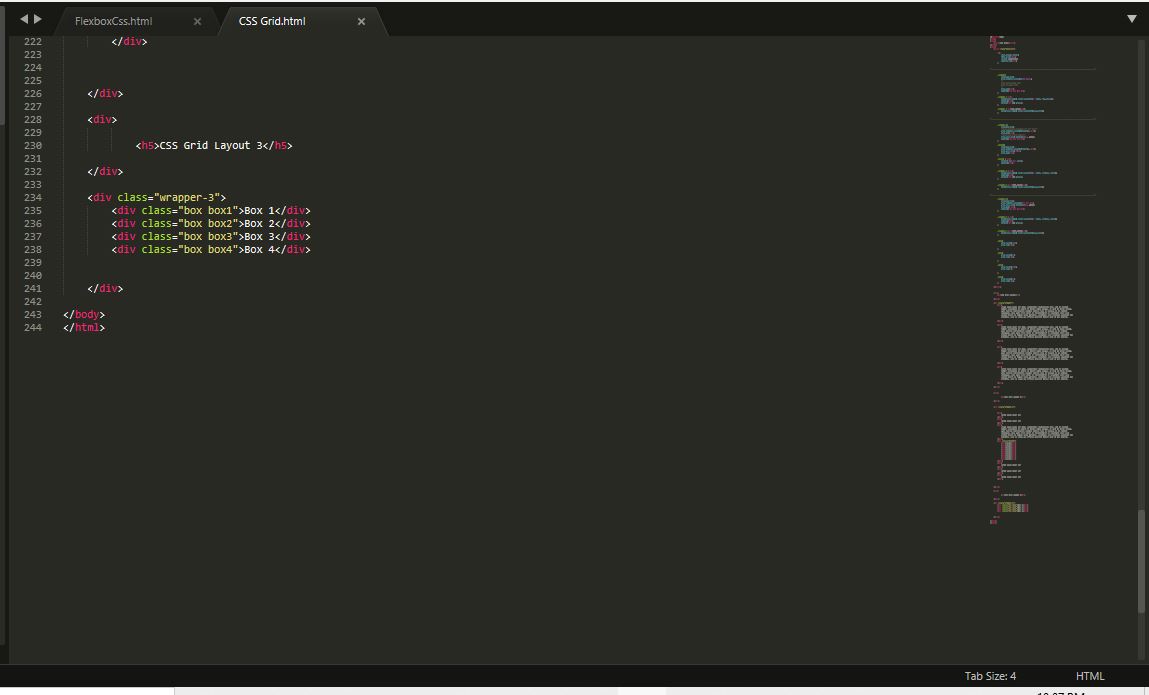 FlexboxCss.html × CSS Grid.html ×
222 </div>
223
224
225
226 </div>
227
228 <div>
229
230 <h5>CSS Grid Layout 3</h5>
231
232 </div>
233
234 <div class="wrapper-3">
235 <div class="box box1">Box 1</div>
236 <div class="box box2">Box 2</div>
237 <div class="box box3">Box 3</div>
238 <div class="box box4">Box 4</div>
239
240
241 </div>
242
243 </body>
244 </html>
Tab Size: 4 HTML